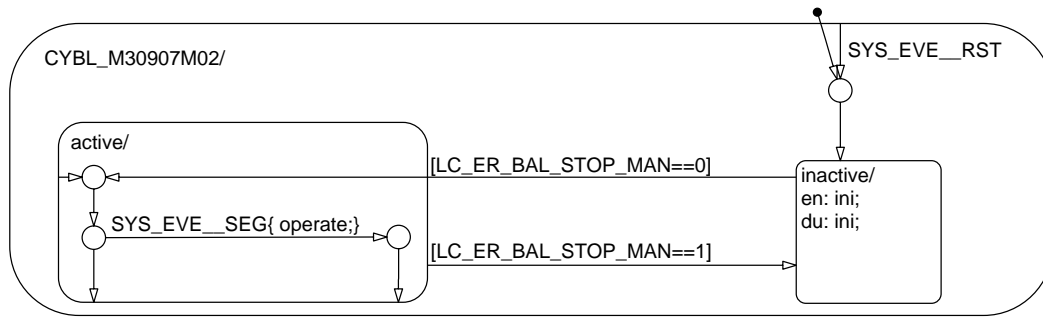 SYS_EVE__RST
CYBL_M30907M02/
active/
[LC_ER_BAL_STOP_MAN==0]
inactive/
en: ini;
du: ini;
SYS_EVE__SEG{ operate;}
[LC_ER_BAL_STOP_MAN==1]